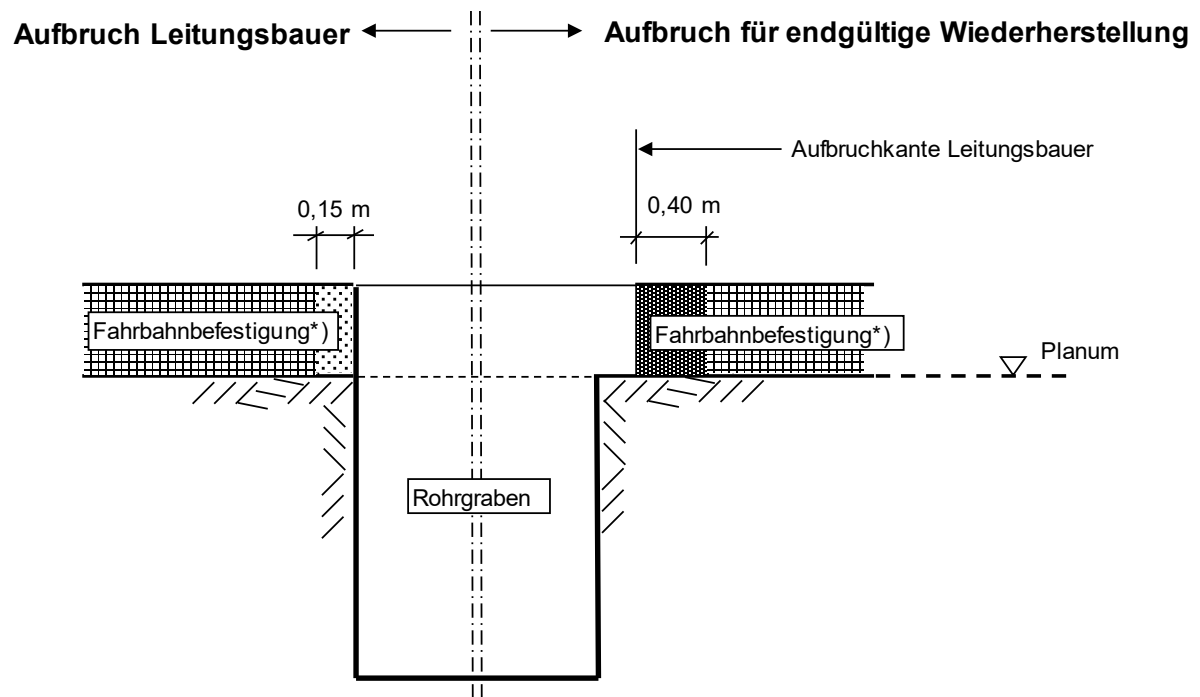 Aufbruch Leitungsbauer
Aufbruch für endgültige Wiederherstellung
Aufbruchkante Leitungsbauer
0,15 m
0,40 m
Fahrbahnbefestigung*)
Fahrbahnbefestigung*)
Planum
Rohrgraben